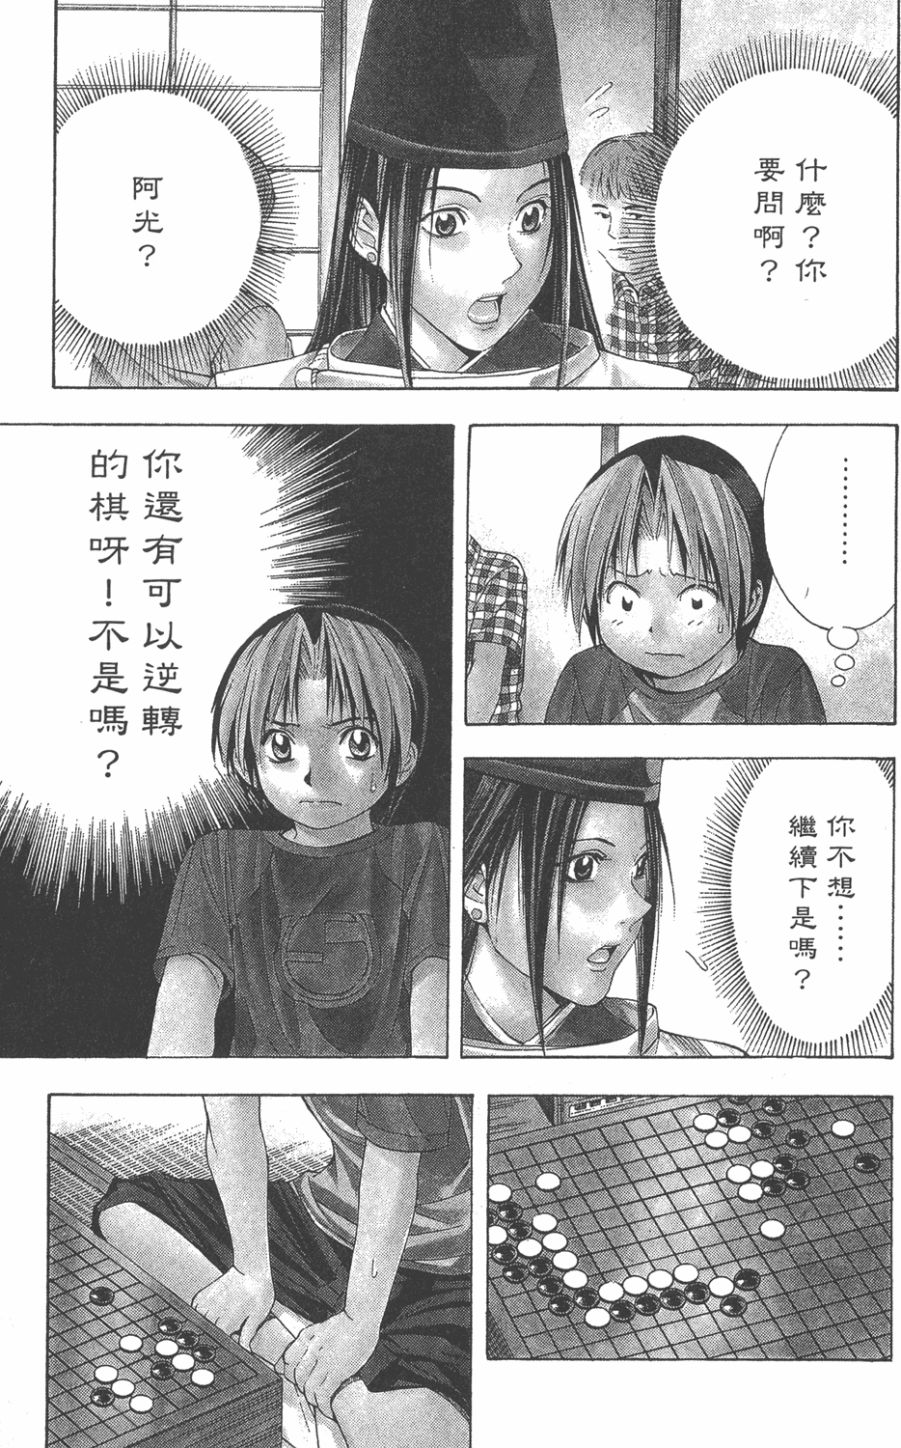 什麼？你
要問啊？
阿光？
………………
你不想……
繼續下是嗎？
你還有可以逆轉
的棋呀！不是嗎？